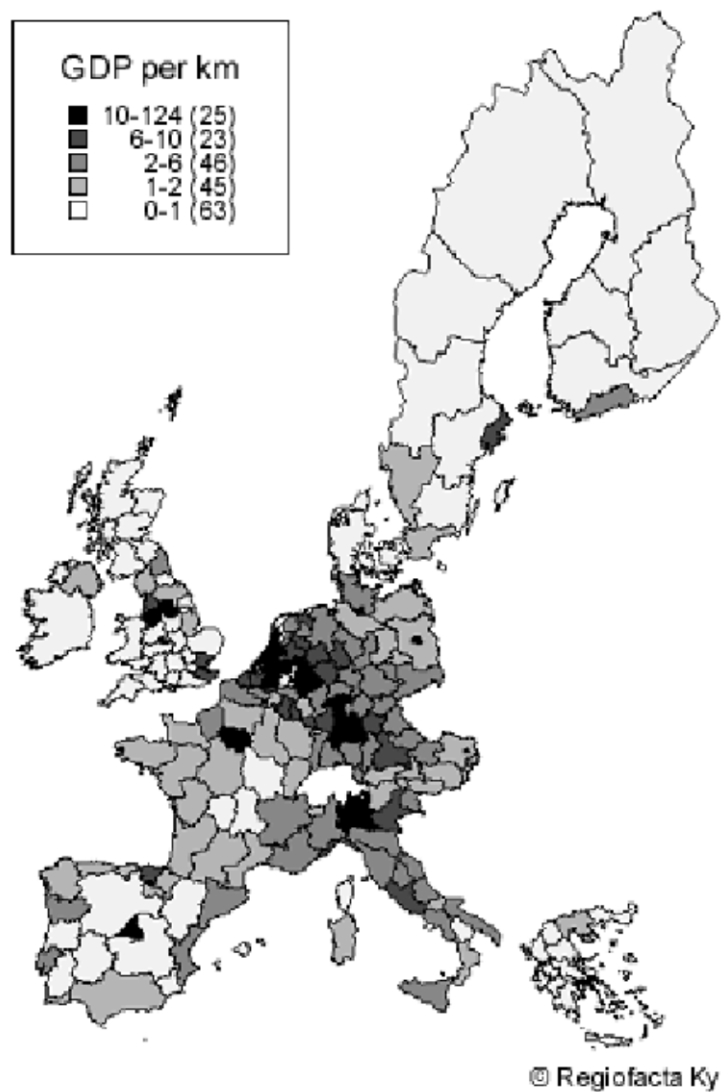 GDP per km
10-124 (25)
6-10 (23)
2-6 (46)
1-2 (45)
0-1 (63)
© Regiofacta Ky